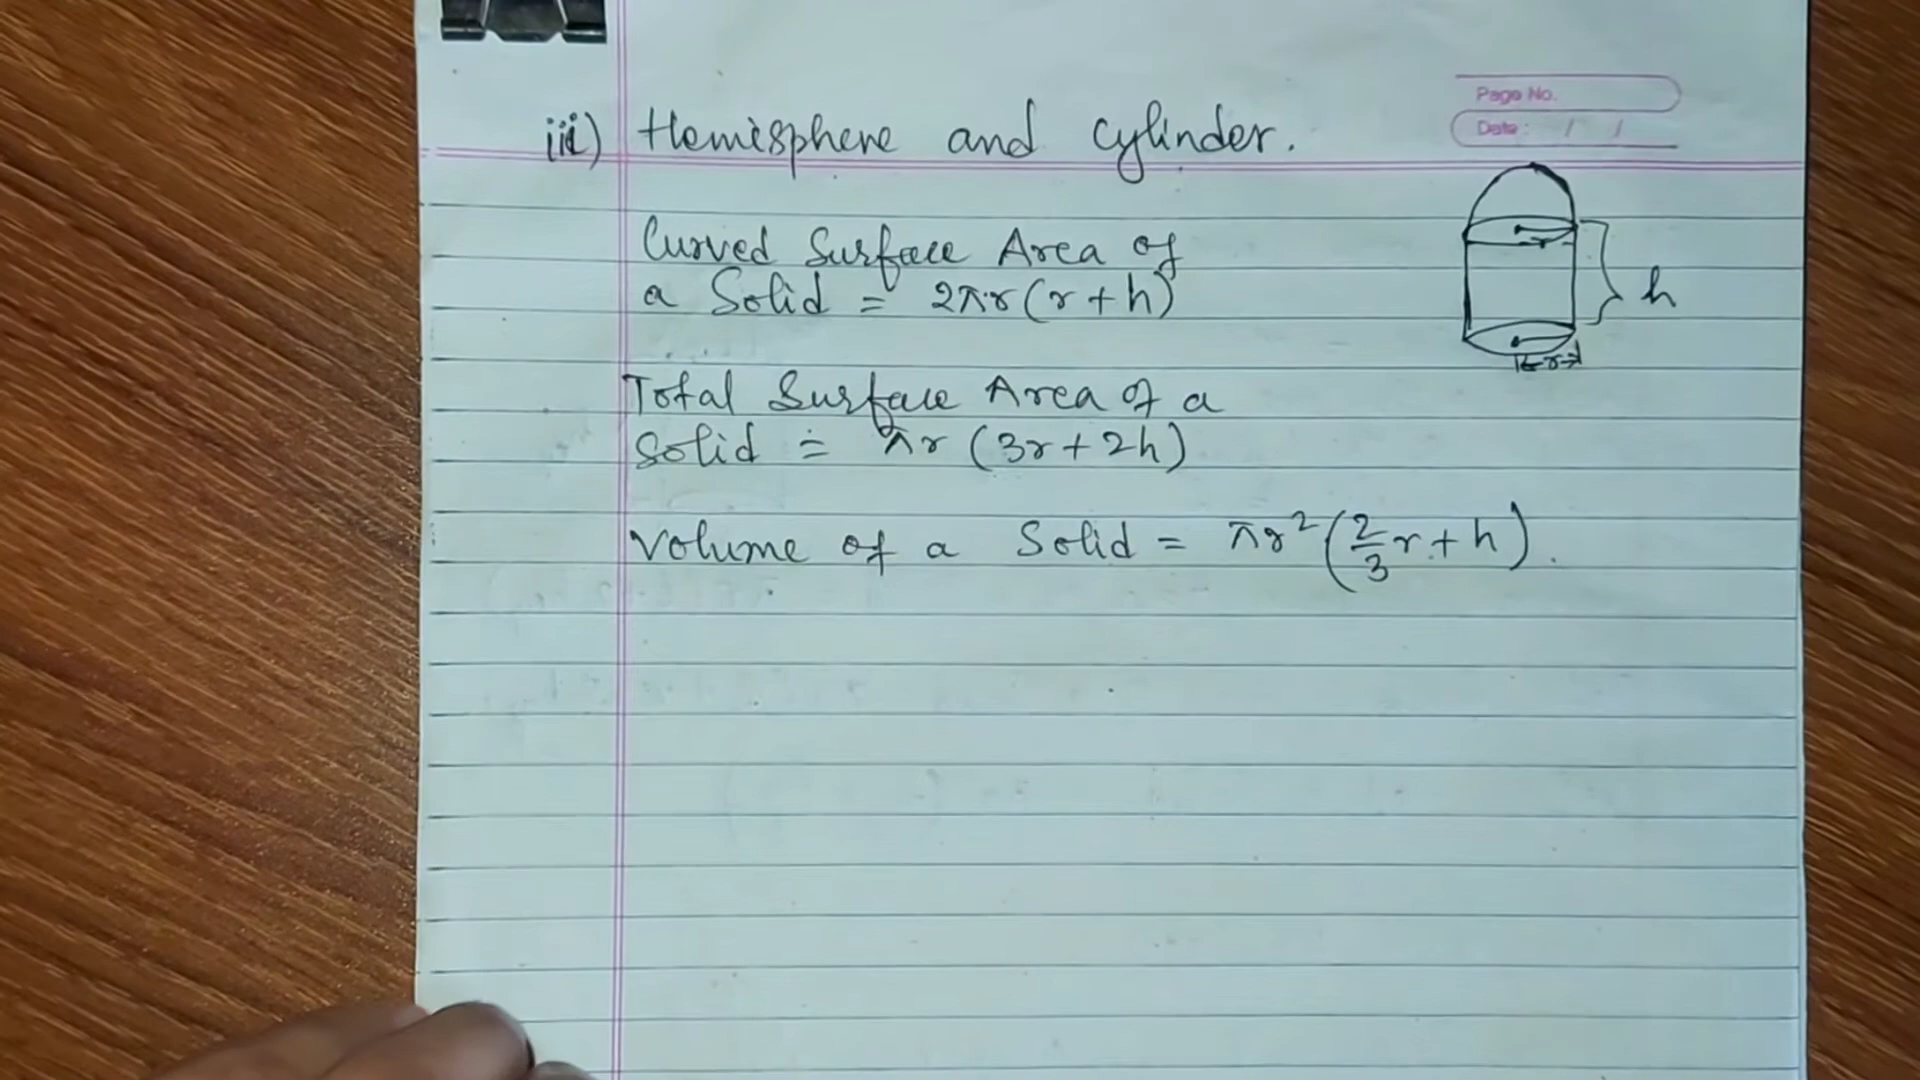 Page No.
Date: / /
iii) Hemisphere and cylinder.
Curved Surface Area of
a Solid = 2πr(r+h)
h
r
r
Total Surface Area of a
Solid = πr (3r+2h)
Volume of a Solid = πr²(2/3 r+h).